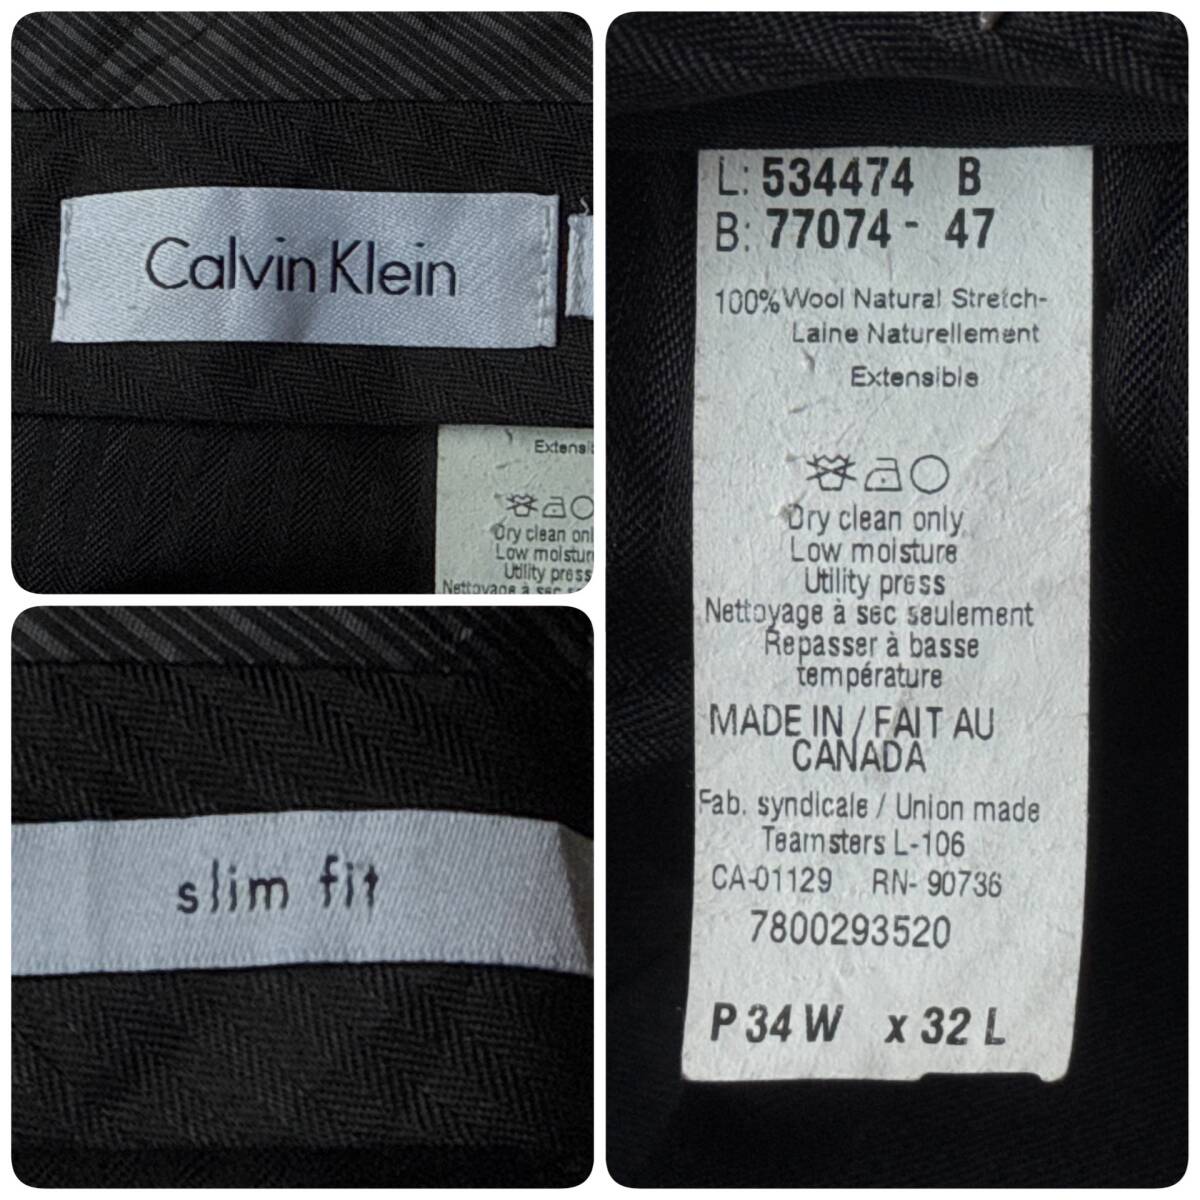 Calvin Klein
Dry clean onl
Low moistur
Utility press
Nettoyage à sec
slim fit
L: 534474 B
B: 77074 - 47
100% Wool Natural Stretch-
Laine Naturellement
Extensible
Dry clean only
Low moisture
Utility press
Nettoyage à sec seulement
Repasser à basse
température
MADE IN / FAIT AU
CANADA
Fab. syndicale / Union made
Teamsters L-106
CA-01129 RN- 90736
7800293520
P 34 W x 32 L